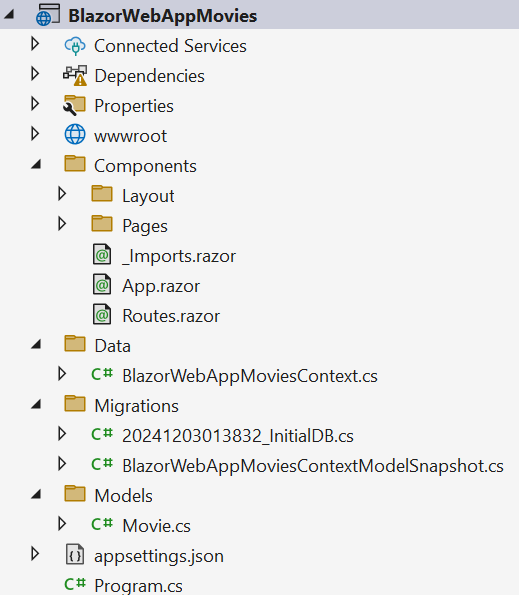 BlazorWebAppMovies
Connected Services
Dependencies
Properties
wwwroot
Components
Layout
Pages
_Imports.razor
App.razor
Routes.razor
Data
C# BlazorWebAppMoviesContext.cs
Migrations
C# 20241203013832_InitialDB.cs
C# BlazorWebAppMoviesContextModelSnapshot.cs
Models
C# Movie.cs
appsettings.json
C# Program.cs